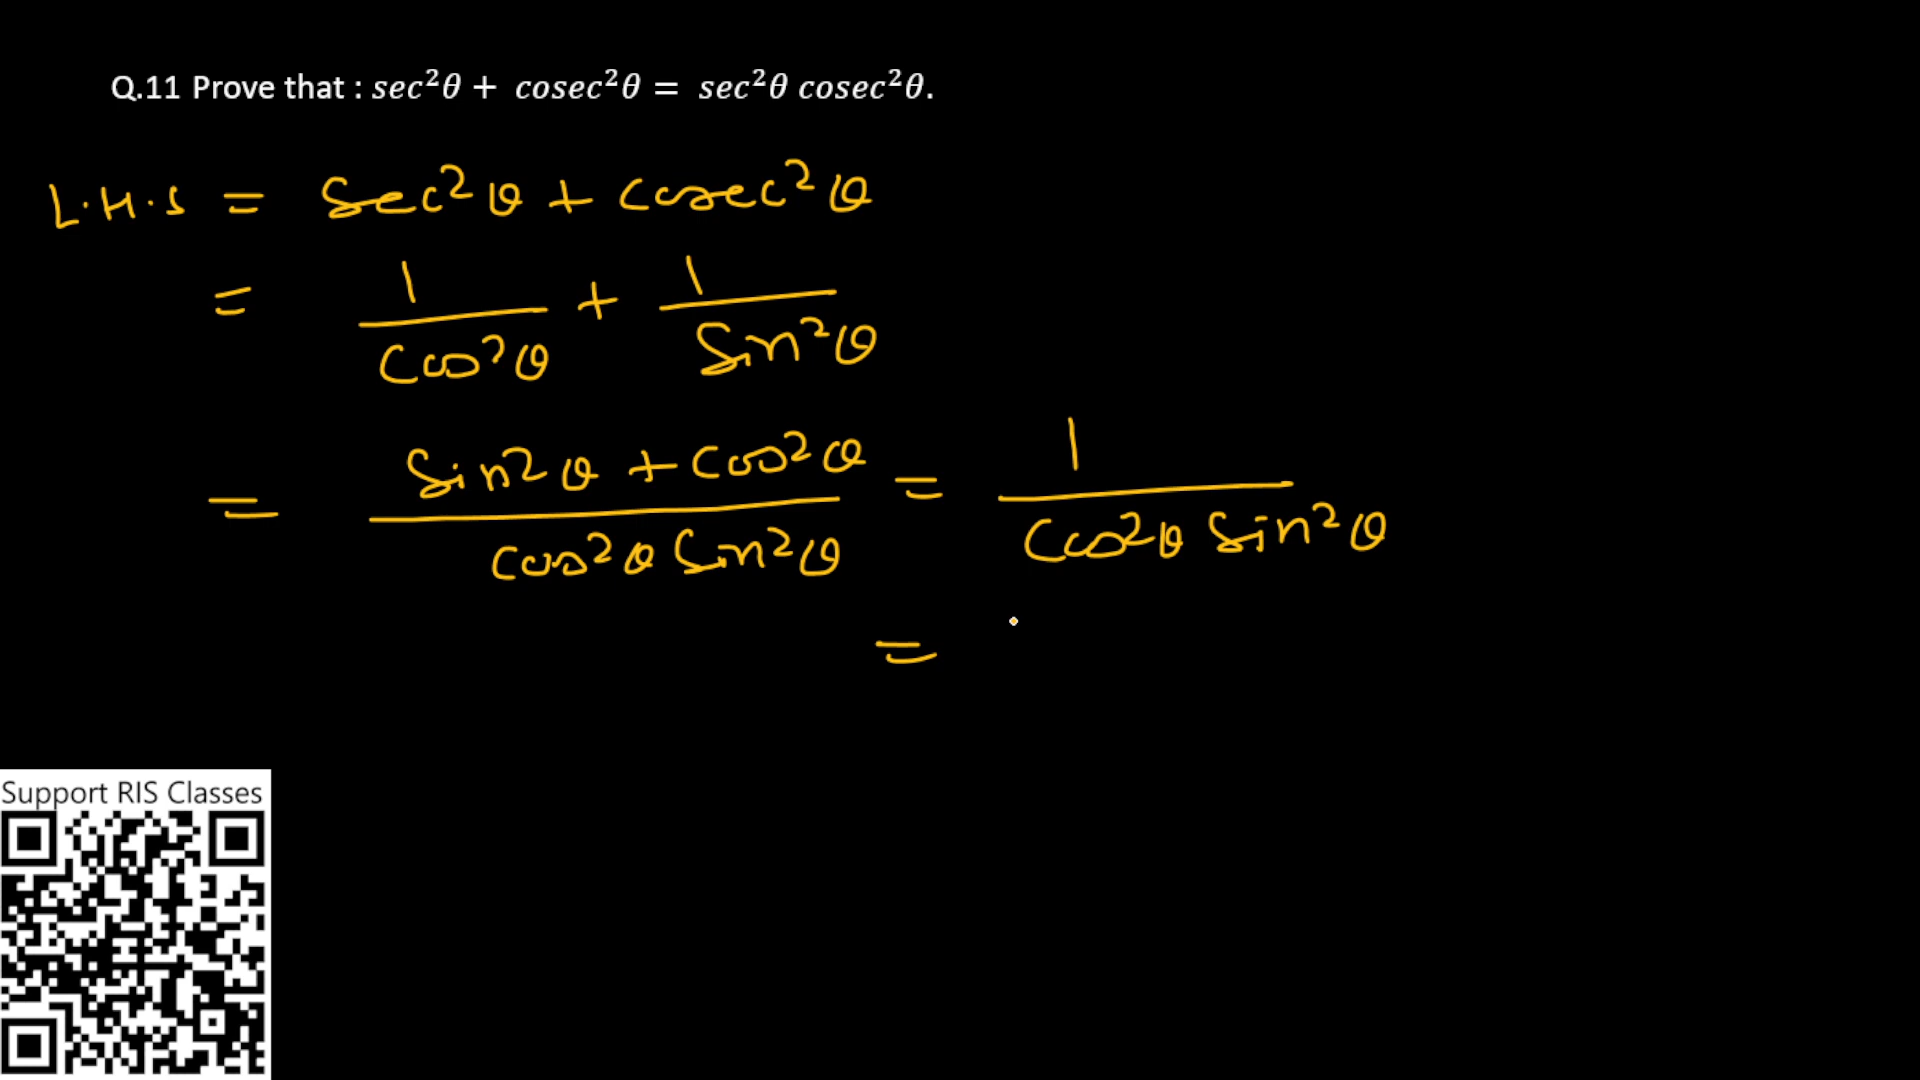 Q.11 Prove that : sec²θ + cosec²θ = sec²θ cosec²θ.
L.H.S = Sec²θ + Cosec²θ
= 1/Cos²θ + 1/Sin²θ
= Sin²θ + Cos²θ/Cos²θ Sin²θ = 1/Cos²θ Sin²θ
=
Support RIS Classes